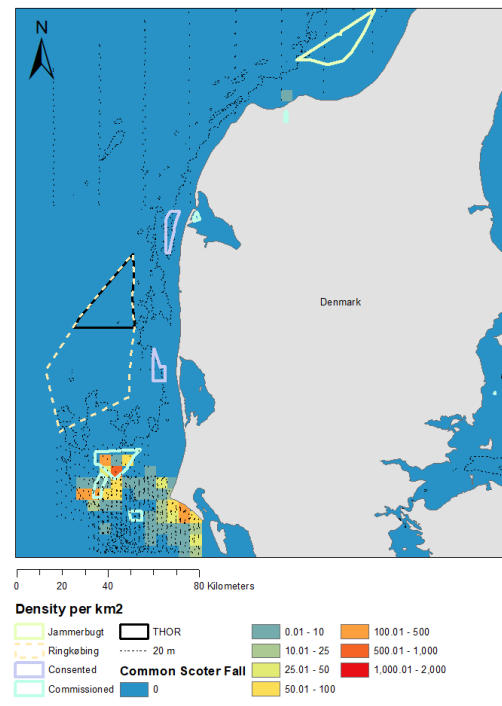 N
Denmark
0 20 40 80 Kilometers
Density per km2
Jammerbugt
Ringkøbing
Consented
Commissioned
THOR
20 m
Common Scoter Fall
0
0.01 - 10
10.01 - 25
25.01 - 50
50.01 - 100
100.01 - 500
500.01 - 1,000
1,000.01 - 2,000